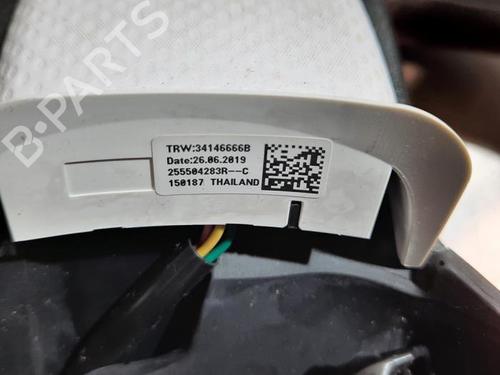 TRW:34146666B
Date:26.06.2019
255504283R--C
150187 THAILAND
B-PARTS